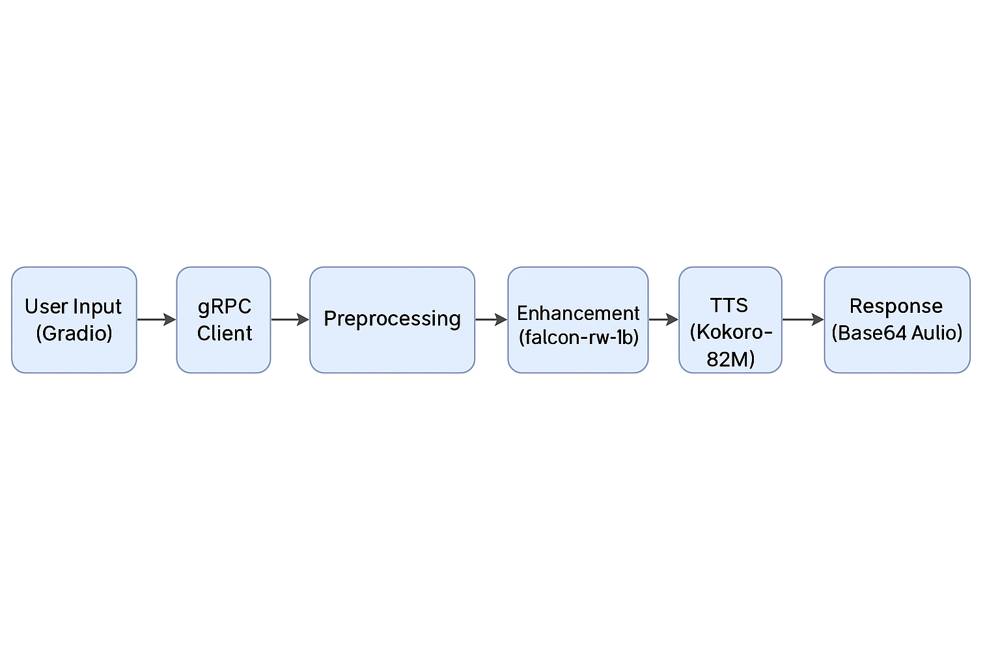 User Input
(Gradio)
gRPC
Client
Preprocessing
Enhancement
(falcon-rw-1b)
TTS
(Kokoro-
82M)
Response
(Base64 Aulio)